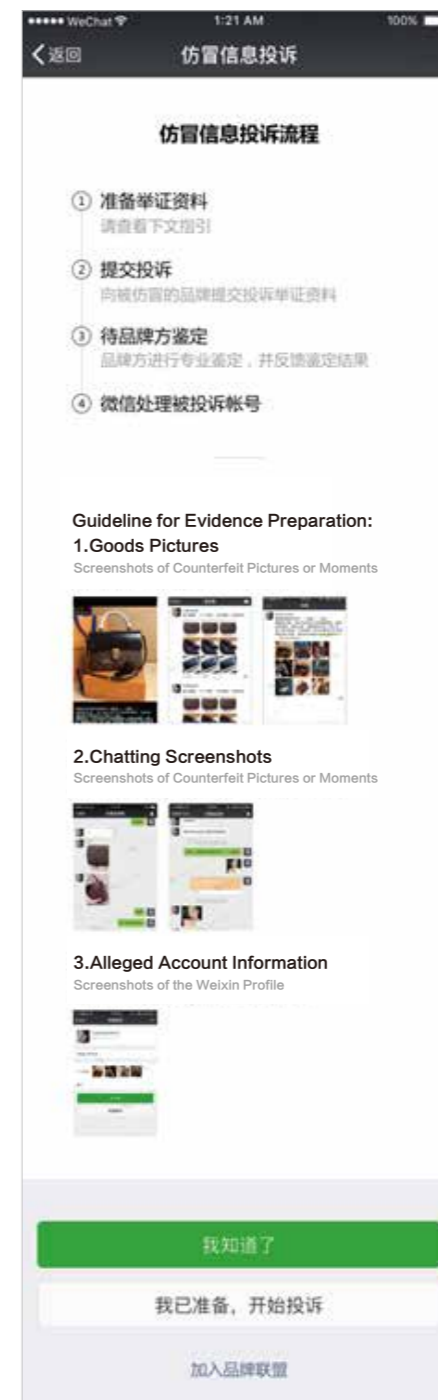 WeChat
1:21 AM
100%
返回
仿冒信息投诉
仿冒信息投诉流程
① 准备举证资料
请查看下文指引
② 提交投诉
向被仿冒的品牌提交投诉举证资料
③ 待品牌方鉴定
品牌方进行专业鉴定，并反馈鉴定结果
④ 微信处理被投诉帐号
Guideline for Evidence Preparation:
1.Goods Pictures
Screenshots of Counterfeit Pictures or Moments
2.Chatting Screenshots
Screenshots of Counterfeit Pictures or Moments
3.Alleged Account Information
Screenshots of the Weixin Profile
我知道了
我已准备，开始投诉
加入品牌联盟